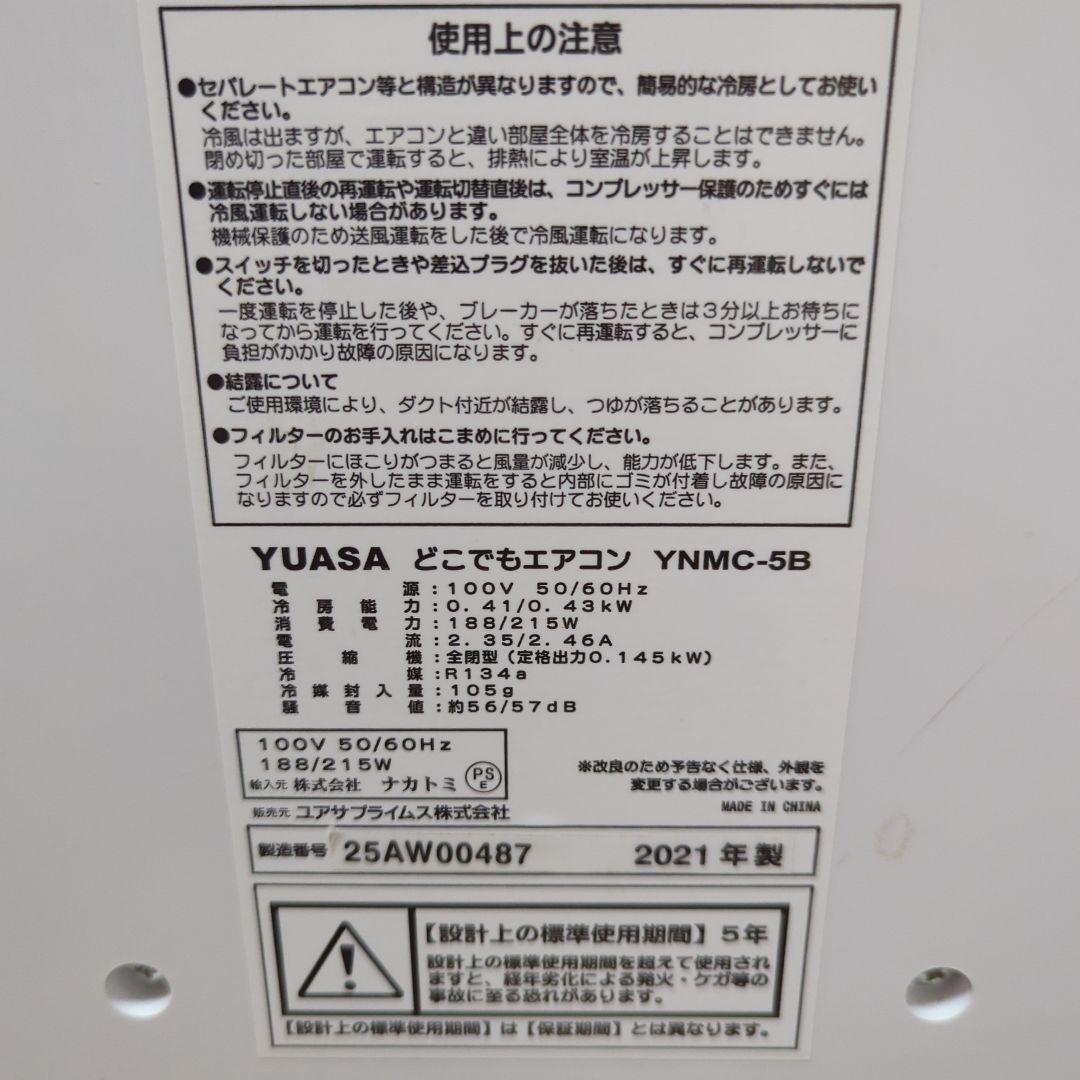 使用上の注意
●セパレートエアコン等と構造が異なりますので、簡易的な冷房としてお使い
ください。
冷風は出ますが、エアコンと違い部屋全体を冷房することはできません。
閉め切った部屋で運転すると、排熱により室温が上昇します。
●運転停止直後の再運転や運転切替直後は、コンプレッサー保護のためすぐには
冷風運転しない場合があります。
機械保護のため送風運転をした後で冷風運転になります。
●スイッチを切ったときや差込プラグを抜いた後は、すぐに再運転しないで
ください。
一度運転を停止した後や、ブレーカーが落ちたときは3分以上お待ちに
なってから運転を行ってください。すぐに再運転すると、コンプレッサーに
負担がかかり故障の原因になります。
●結露について
ご使用環境により、ダクト付近が結露し、つゆが落ちることがあります。
●フィルターのお手入れはこまめに行ってください。
フィルターにほこりがつまると風量が減少し、能力が低下します。また、
フィルターを外したまま運転をすると内部にゴミが付着し故障の原因に
なりますので必ずフィルターを取り付けてお使いください。
YUASA どこでもエアコン YNMC-5B
電源:100V 50/60Hz
冷房能力:0.41/0.43kW
消費電力:188/215W
電流:2.35/2.46A
圧縮機:全閉型(定格出力0.145kW)
冷媒:R134a
冷媒封入量:105g
騒音値:約56/57dB
100V 50/60Hz
188/215W
輸入元 株式会社 ナカトミ PSE
※改良のため予告なく仕様、外観を
変更する場合がございます。
MADE IN CHINA
販売元 ユアサプライムス株式会社
製造番号 25AW00487 2021年製
【設計上の標準使用期間】5年
設計上の標準使用期間を超えて使用され
ますと、経年劣化による発火・ケガ等の
事故に至る恐れがあります。
【設計上の標準使用期間】は【保証期間】とは異なります。